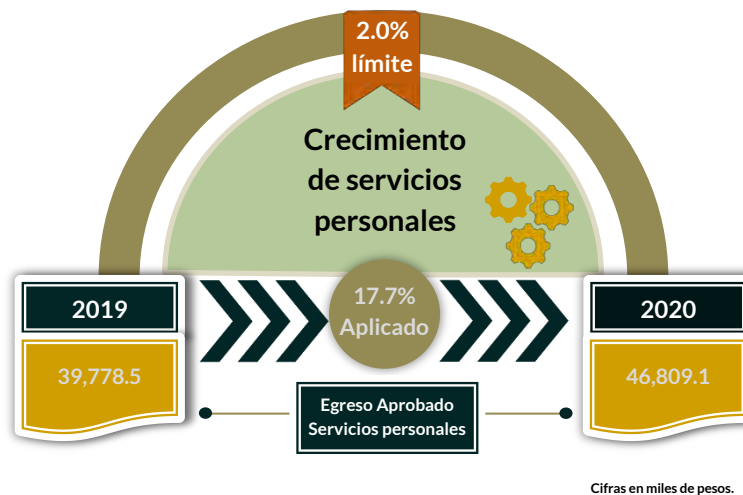 2.0%
límite
Crecimiento
de servicios
personales
2019
17.7%
Aplicado
2020
39,778.5
46,809.1
Egreso Aprobado
Servicios personales
Cifras en miles de pesos.